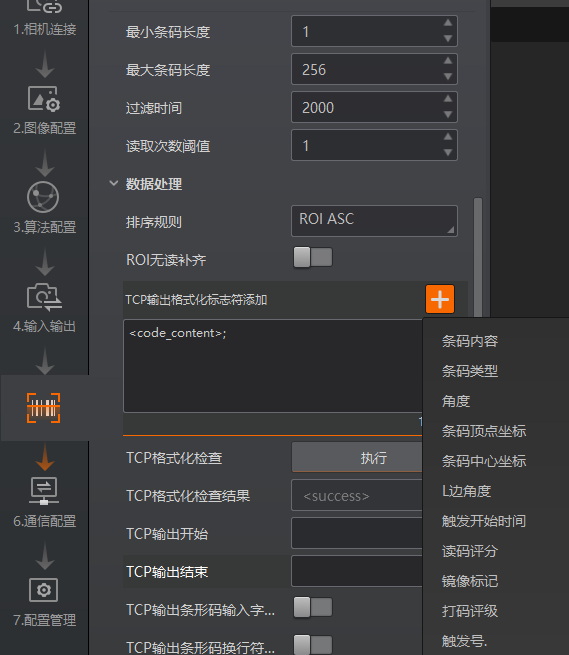 1.相机连接
2.图像配置
3.算法配置
4.输入输出
6.通信配置
7.配置管理
最小条码长度
1
最大条码长度
256
过滤时间
2000
读取次数阈值
1
数据处理
排序规则
ROI ASC
ROI无读补齐
TCP输出格式化标志符添加
<code_content>;
TCP格式化检查
执行
TCP格式化检查结果
<success>
TCP输出开始
TCP输出结束
TCP输出条形码输入字...
TCP输出条形码换行符...
条码内容
条码类型
角度
条码顶点坐标
条码中心坐标
L边角度
触发开始时间
读码评分
镜像标记
打码评级
触发号.